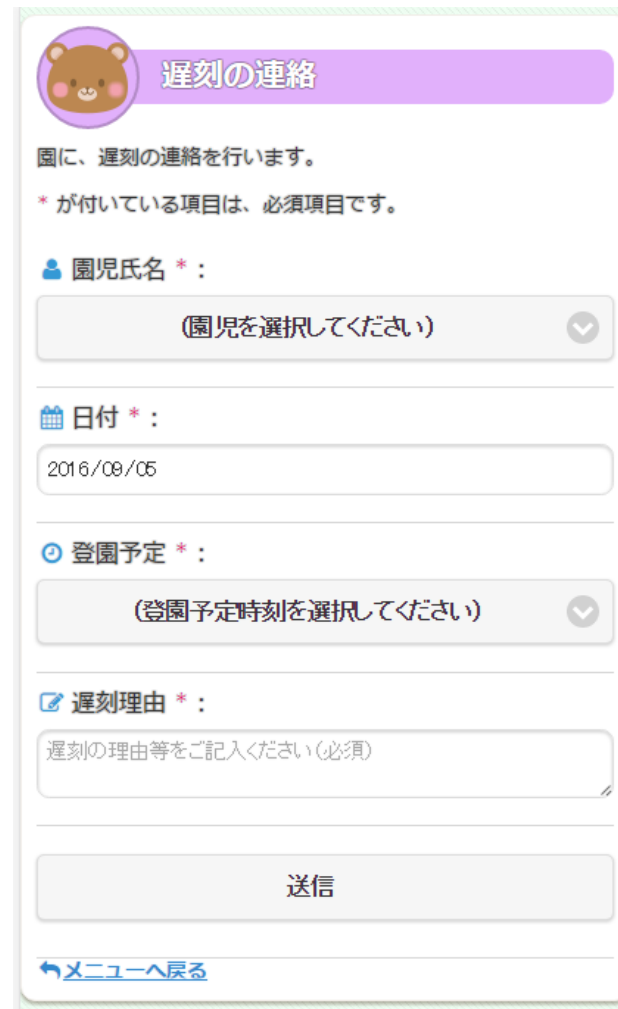 遅刻の連絡
園に、遅刻の連絡を行います。
* が付いている項目は、必須項目です。
園児氏名 * :
(園児を選択してください)
日付 * :
2016/09/05
登園予定 * :
(登園予定時刻を選択してください)
遅刻理由 * :
遅刻の理由等をご記入ください(必須)
送信
メニューへ戻る